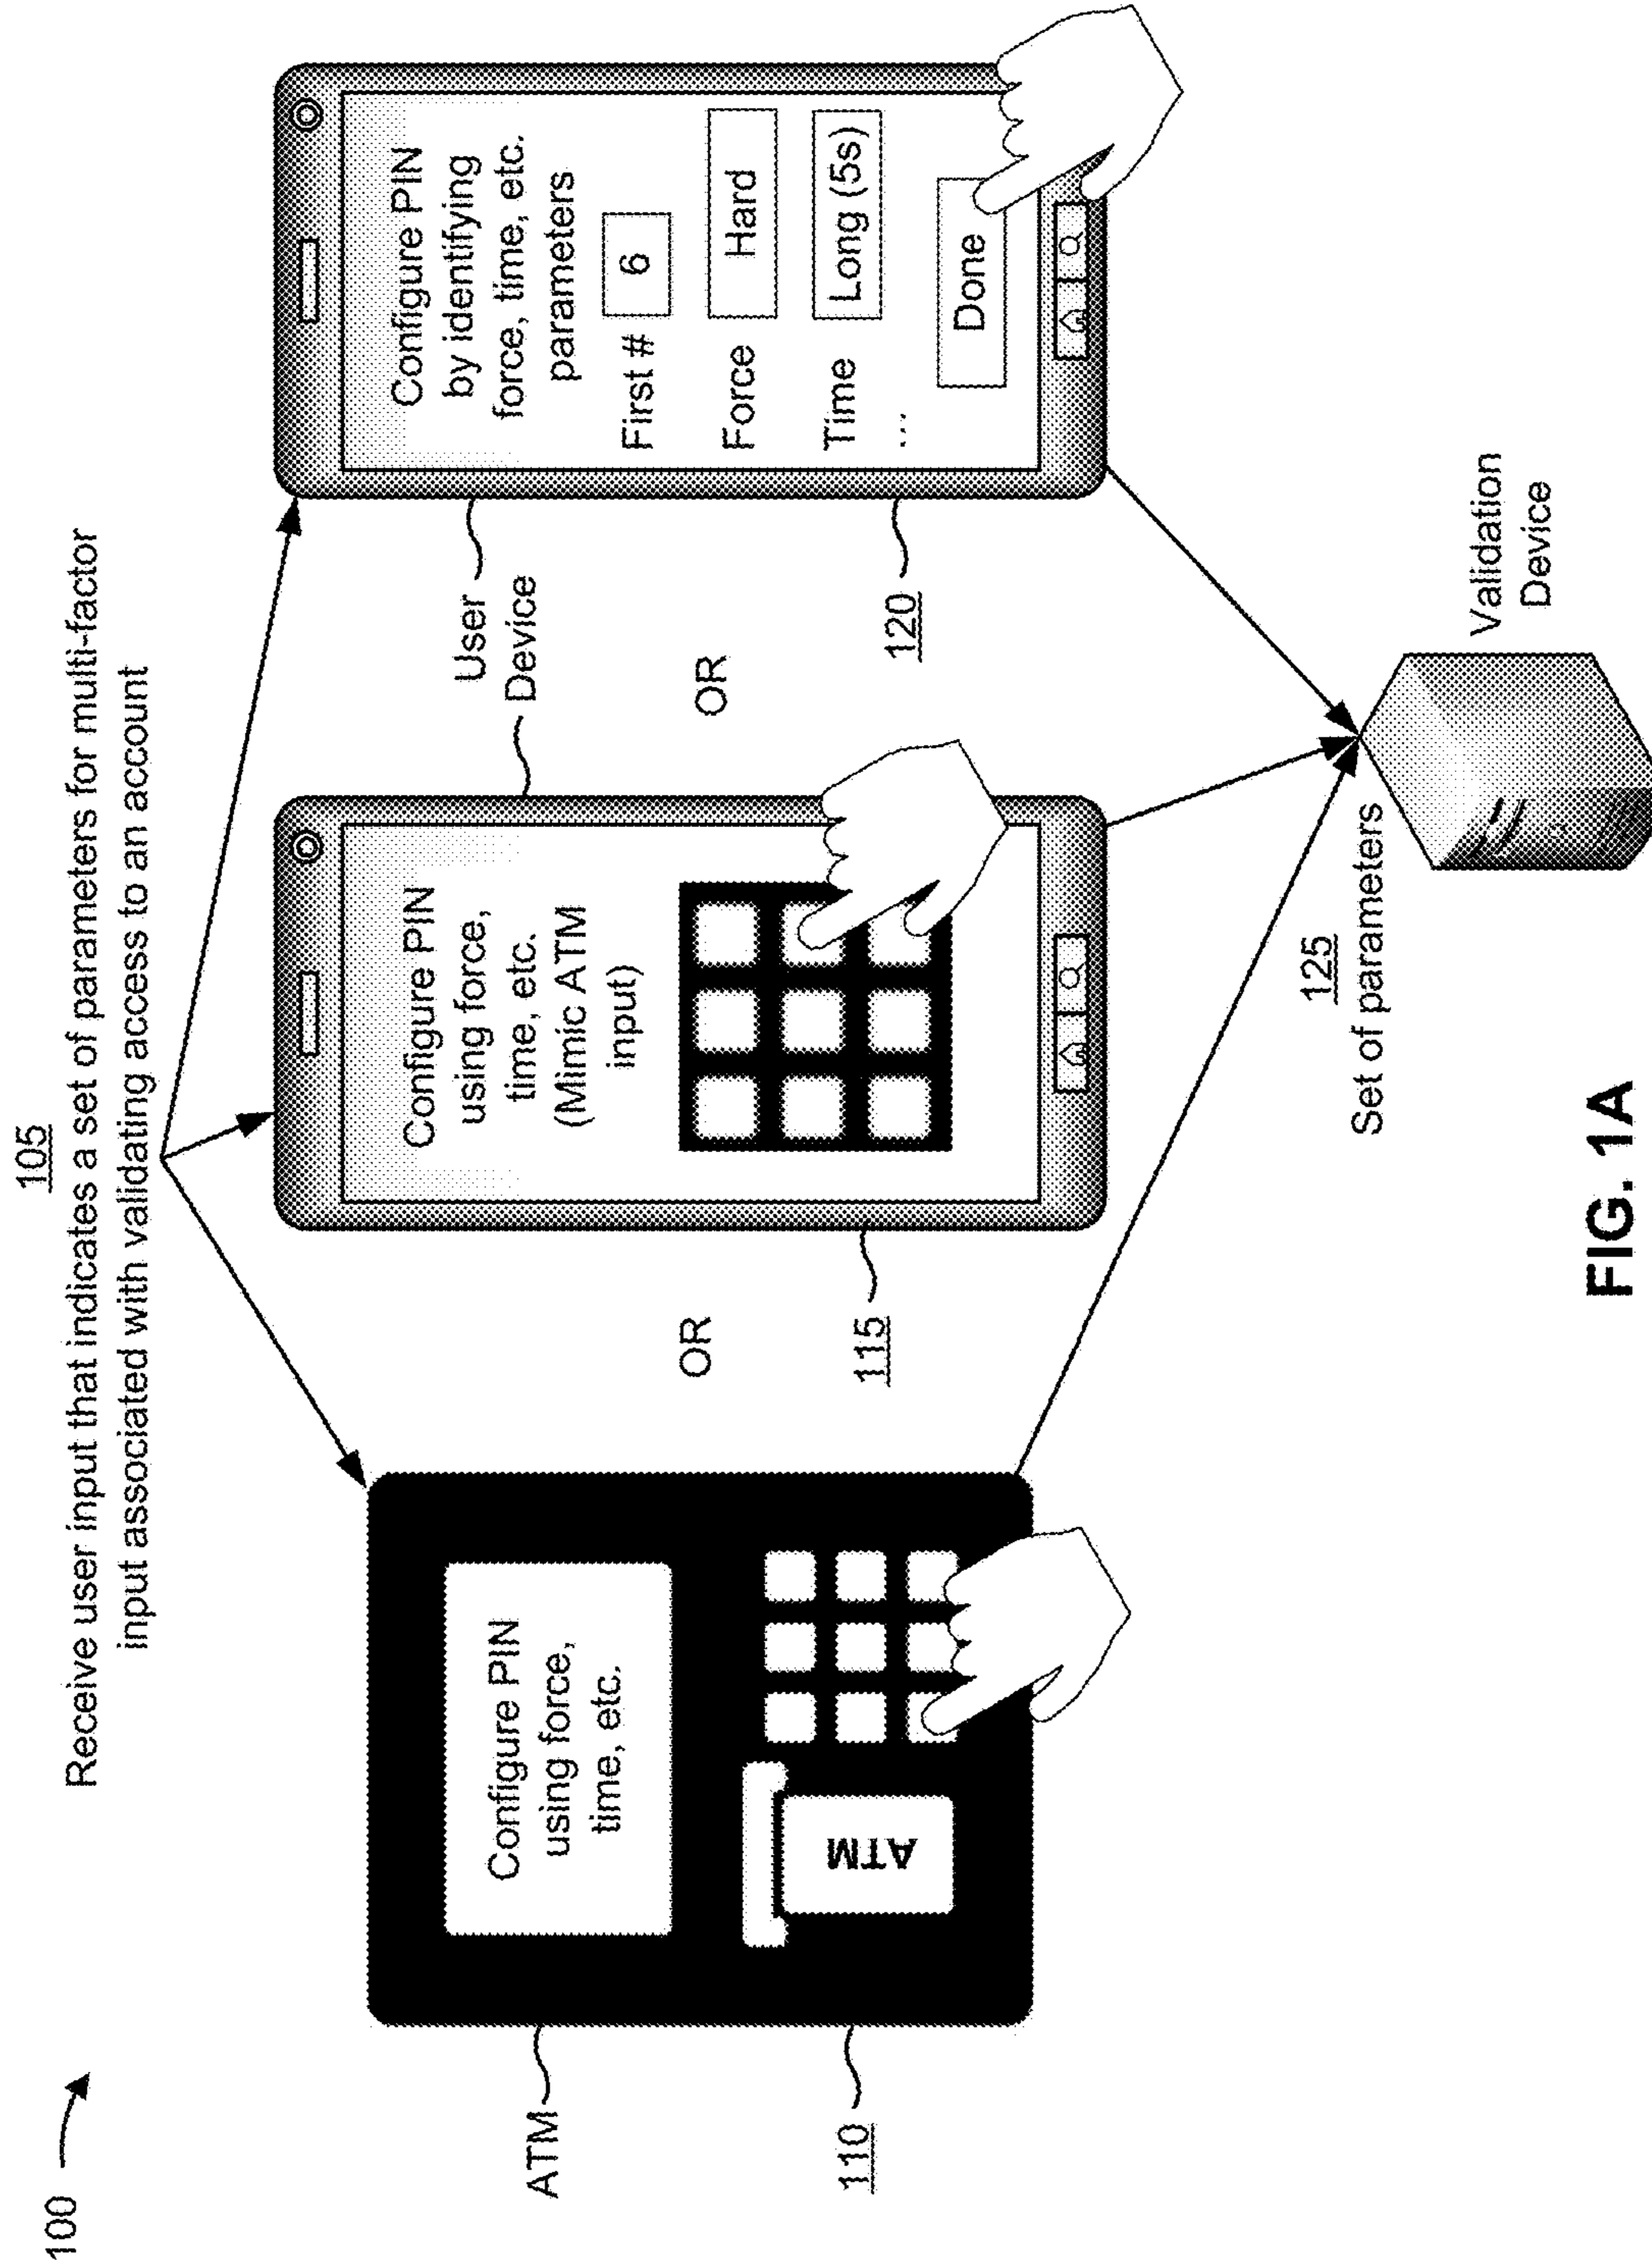 100
105
Receive user input that indicates a set of parameters for multi-factor
input associated with validating access to an account
ATM
110
Configure PIN
using force,
time, etc.
ATM
OR
115
Configure PIN
using force,
time, etc.
(Mimic ATM
input)
User
Device
OR
120
Configure PIN
by identifying
force, time, etc.
parameters
First # 6
Force Hard
Time Long (5s)
...
Done
125
Set of parameters
Validation
Device
FIG. 1A